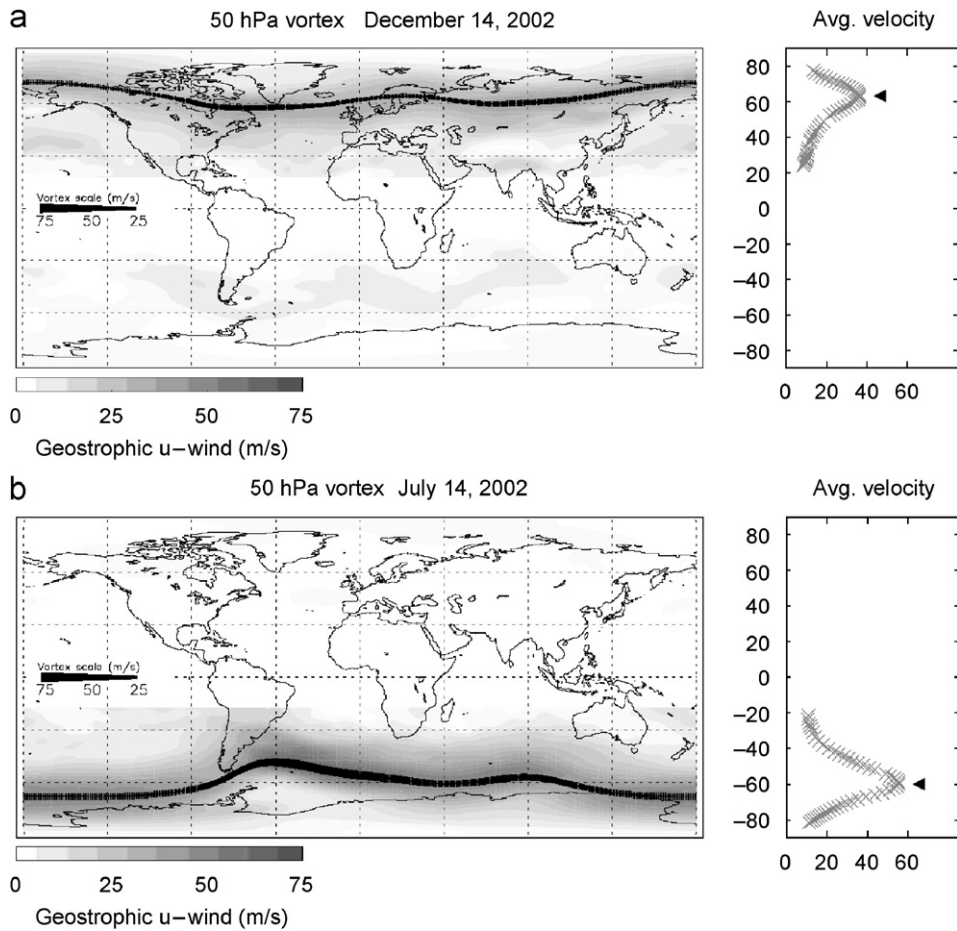 a
50 hPa vortex   December 14, 2002
Avg. velocity
Vortex scale (m/s)
75 50 25
80
60
40
20
0
−20
−40
−60
−80
0 20 40 60
0 25 50 75
Geostrophic u−wind (m/s)
b
50 hPa vortex  July 14, 2002
Avg. velocity
Vortex scale (m/s)
75 50 25
80
60
40
20
0
−20
−40
−60
−80
0 20 40 60
0 25 50 75
Geostrophic u−wind (m/s)